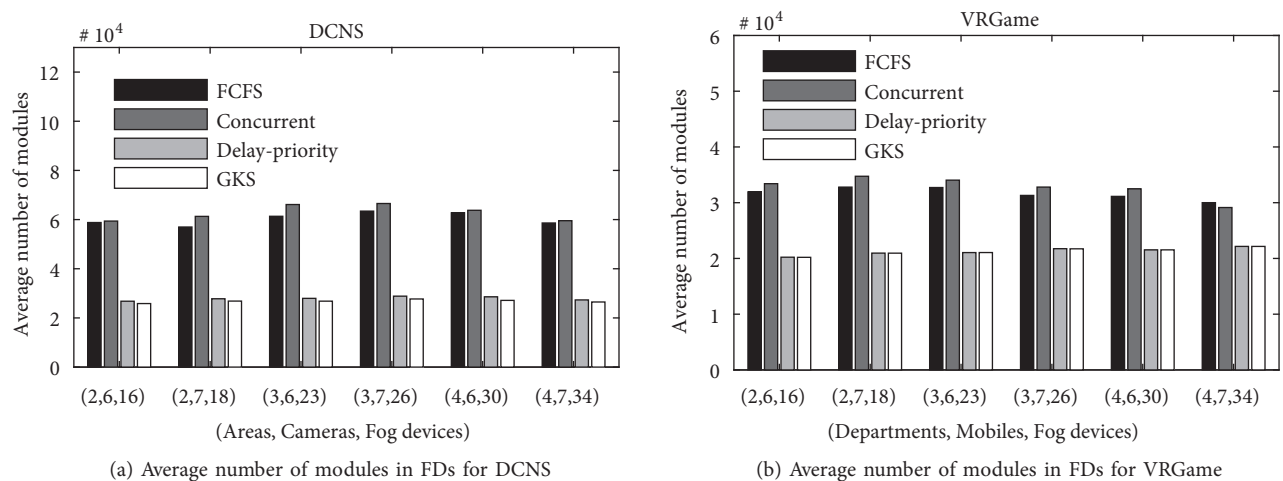 # 10^4
DCNS
12
10
8
6
4
2
0
Average number of modules
FCFS
Concurrent
Delay-priority
GKS
(2,6,16) (2,7,18) (3,6,23) (3,7,26) (4,6,30) (4,7,34)
(Areas, Cameras, Fog devices)
(a) Average number of modules in FDs for DCNS
# 10^4
VRGame
6
5
4
3
2
1
0
Average number of modules
FCFS
Concurrent
Delay-priority
GKS
(2,6,16) (2,7,18) (3,6,23) (3,7,26) (4,6,30) (4,7,34)
(Departments, Mobiles, Fog devices)
(b) Average number of modules in FDs for VRGame